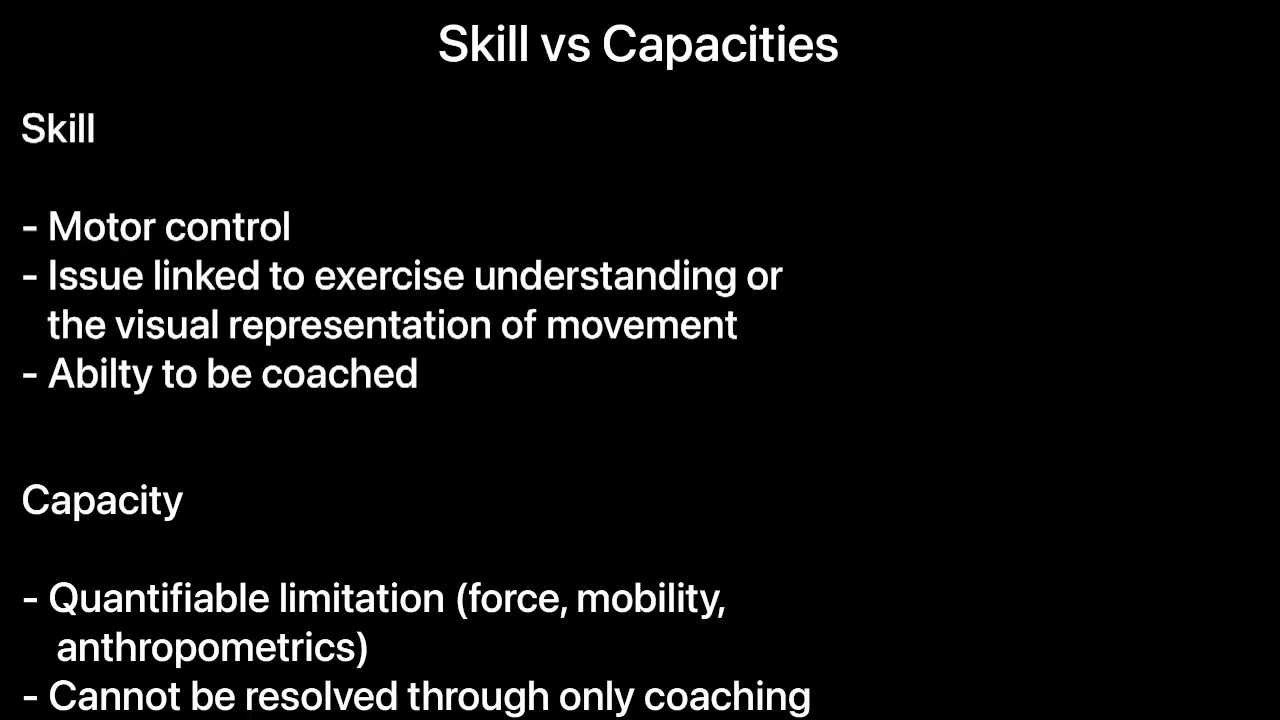 Skill vs Capacities
Skill
- Motor control
- Issue linked to exercise understanding or
the visual representation of movement
- Abilty to be coached
Capacity
- Quantifiable limitation (force, mobility,
anthropometrics)
- Cannot be resolved through only coaching